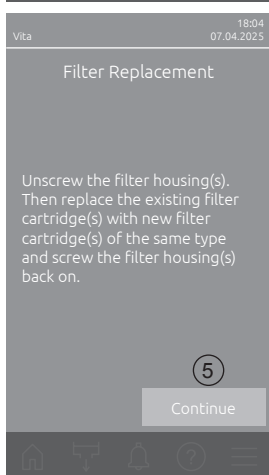 18:04
Vita 07.04.2025
Filter Replacement
Unscrew the filter housing(s).
Then replace the existing filter
cartridge(s) with new filter
cartridge(s) of the same type
and screw the filter housing(s)
back on.
5
Continue
?